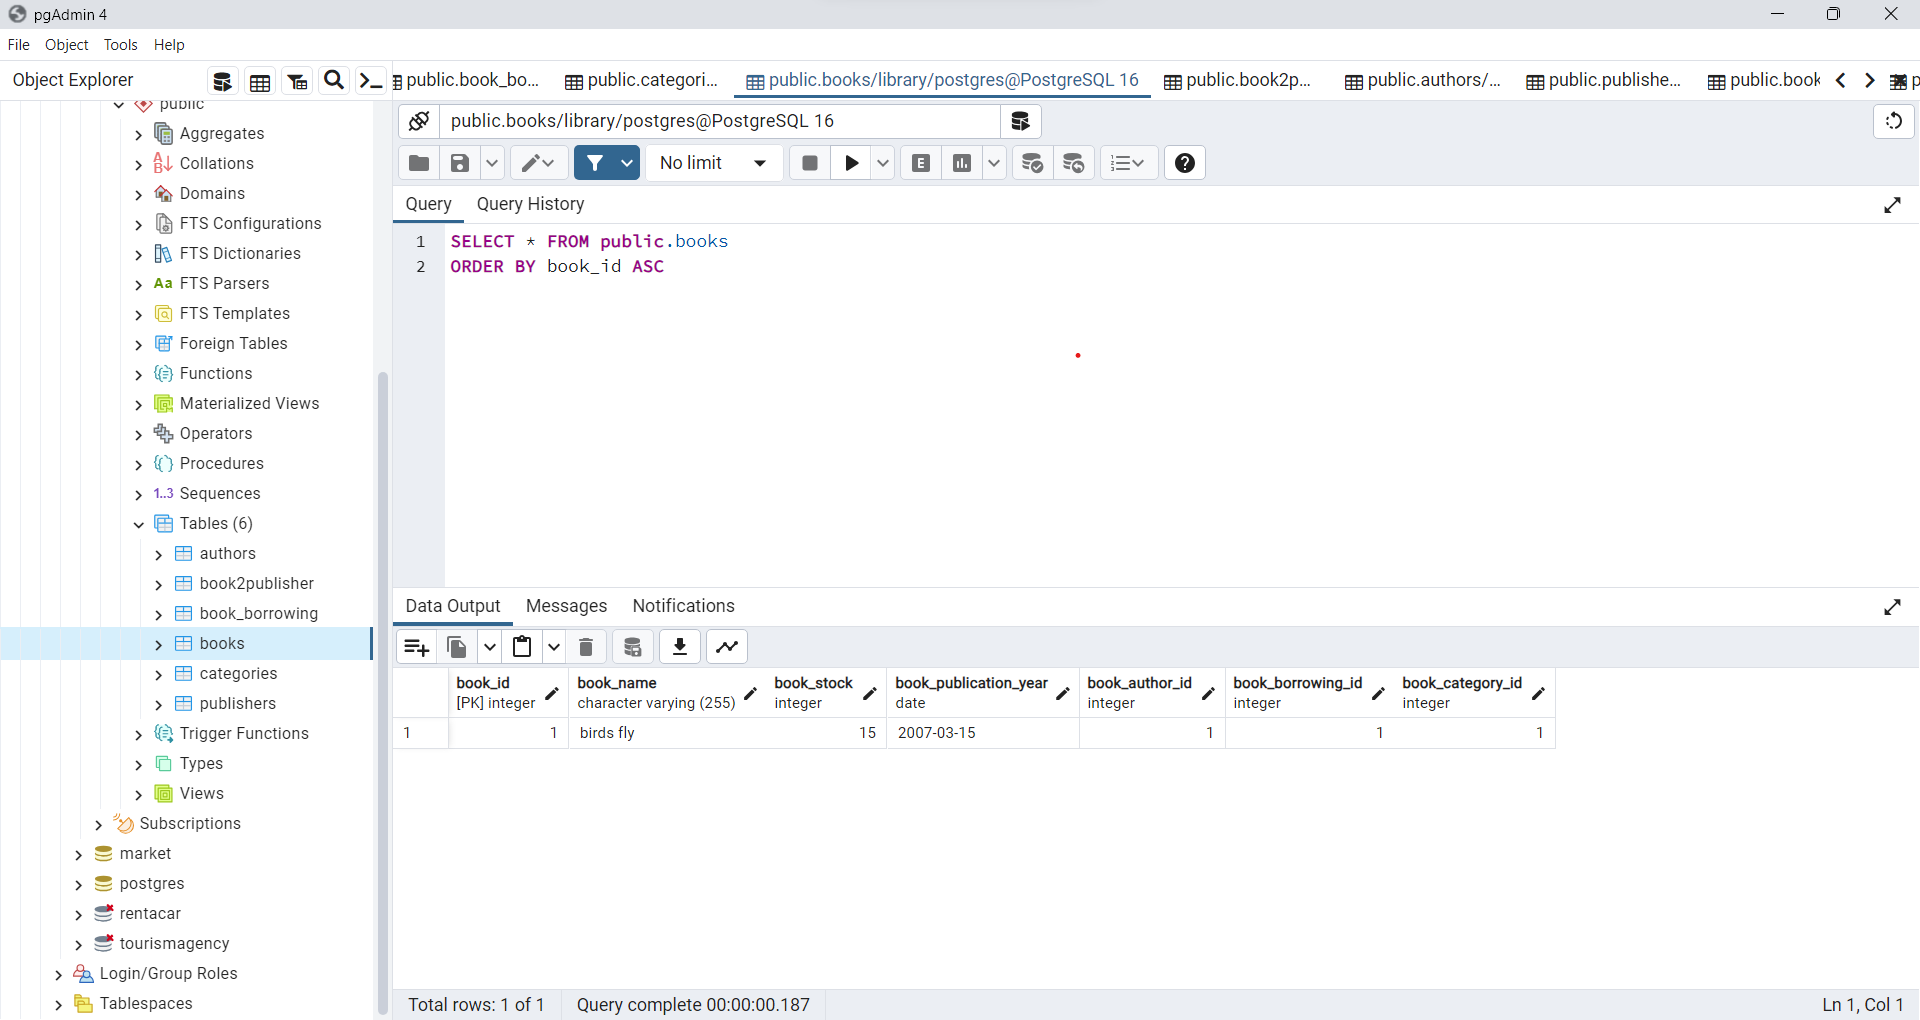 pgAdmin 4
File Object Tools Help
Object Explorer
public.book_bo... public.categori... public.books/library/postgres@PostgreSQL 16 public.book2p... public.authors/... public.publishe... public.book
public
Aggregates
Collations
Domains
FTS Configurations
FTS Dictionaries
Aa FTS Parsers
FTS Templates
Foreign Tables
Functions
Materialized Views
Operators
Procedures
1..3 Sequences
Tables (6)
authors
book2publisher
book_borrowing
books
categories
publishers
Trigger Functions
Types
Views
Subscriptions
market
postgres
rentacar
tourismagency
Login/Group Roles
Tablespaces
public.books/library/postgres@PostgreSQL 16
No limit E
Query Query History
1 SELECT * FROM public.books
2 ORDER BY book_id ASC
Data Output Messages Notifications
book_id book_name book_stock book_publication_year book_author_id book_borrowing_id book_category_id
[PK] integer character varying (255) integer date integer integer integer
1 1 birds fly 15 2007-03-15 1 1 1
Total rows: 1 of 1 Query complete 00:00:00.187 Ln 1, Col 1